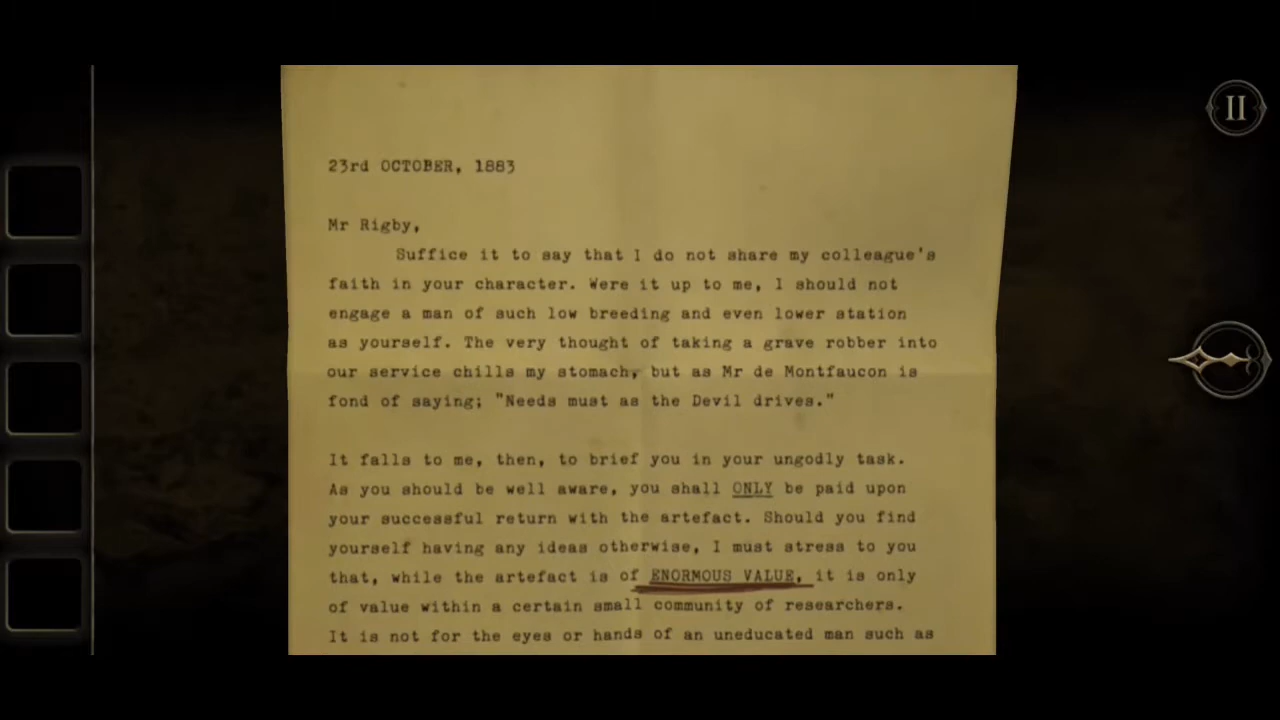 23rd OCTOBER, 1883
Mr Rigby,
Suffice it to say that I do not share my colleague's
faith in your character. Were it up to me, I should not
engage a man of such low breeding and even lower station
as yourself. The very thought of taking a grave robber into
our service chills my stomach, but as Mr de Montfaucon is
fond of saying; "Needs must as the Devil drives."
It falls to me, then, to brief you in your ungodly task.
As you should be well aware, you shall ONLY be paid upon
your successful return with the artefact. Should you find
yourself having any ideas otherwise, I must stress to you
that, while the artefact is of ENORMOUS VALUE, it is only
of value within a certain small community of researchers.
It is not for the eyes or hands of an uneducated man such as